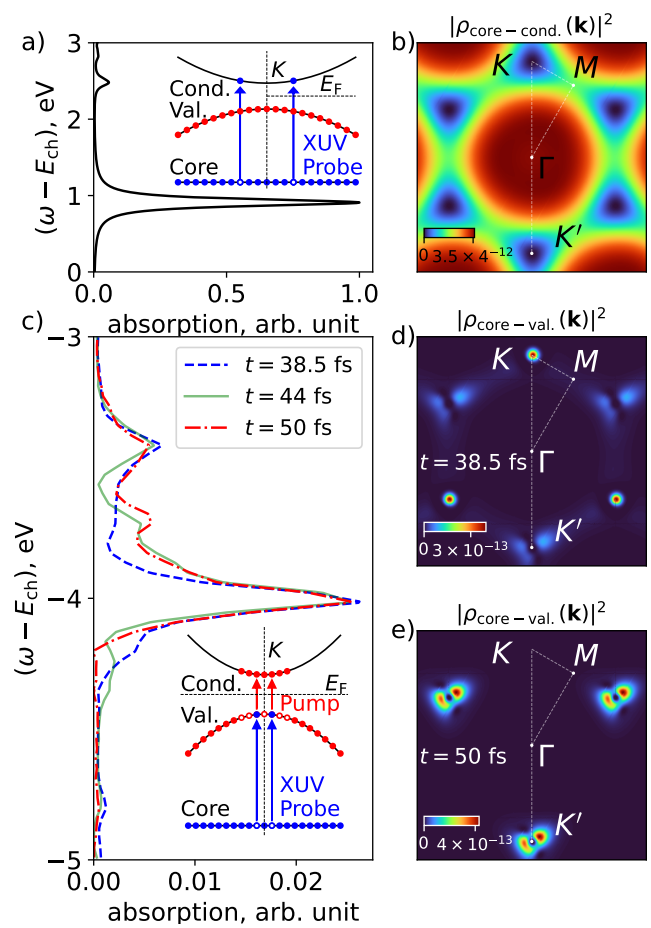 a)
3
2
1
0
(ω − E_ch), eV
K
Cond.
Val.
E_F
XUV
Probe
Core
0.0
0.5
1.0
absorption, arb. unit
b)
|ρ_core−cond.(k)|²
K
M
Γ
K′
0 3.5 × 4⁻¹²
c)
−3
−4
−5
(ω − E_ch), eV
t = 38.5 fs
t = 44 fs
t = 50 fs
K
Cond.
E_F
Val.
Pump
XUV
Probe
Core
0.00
0.01
0.02
absorption, arb. unit
d)
|ρ_core−val.(k)|²
K
M
t = 38.5 fs Γ
K′
0 3 × 10⁻¹³
e)
|ρ_core−val.(k)|²
K
M
t = 50 fs Γ
K′
0 4 × 10⁻¹³